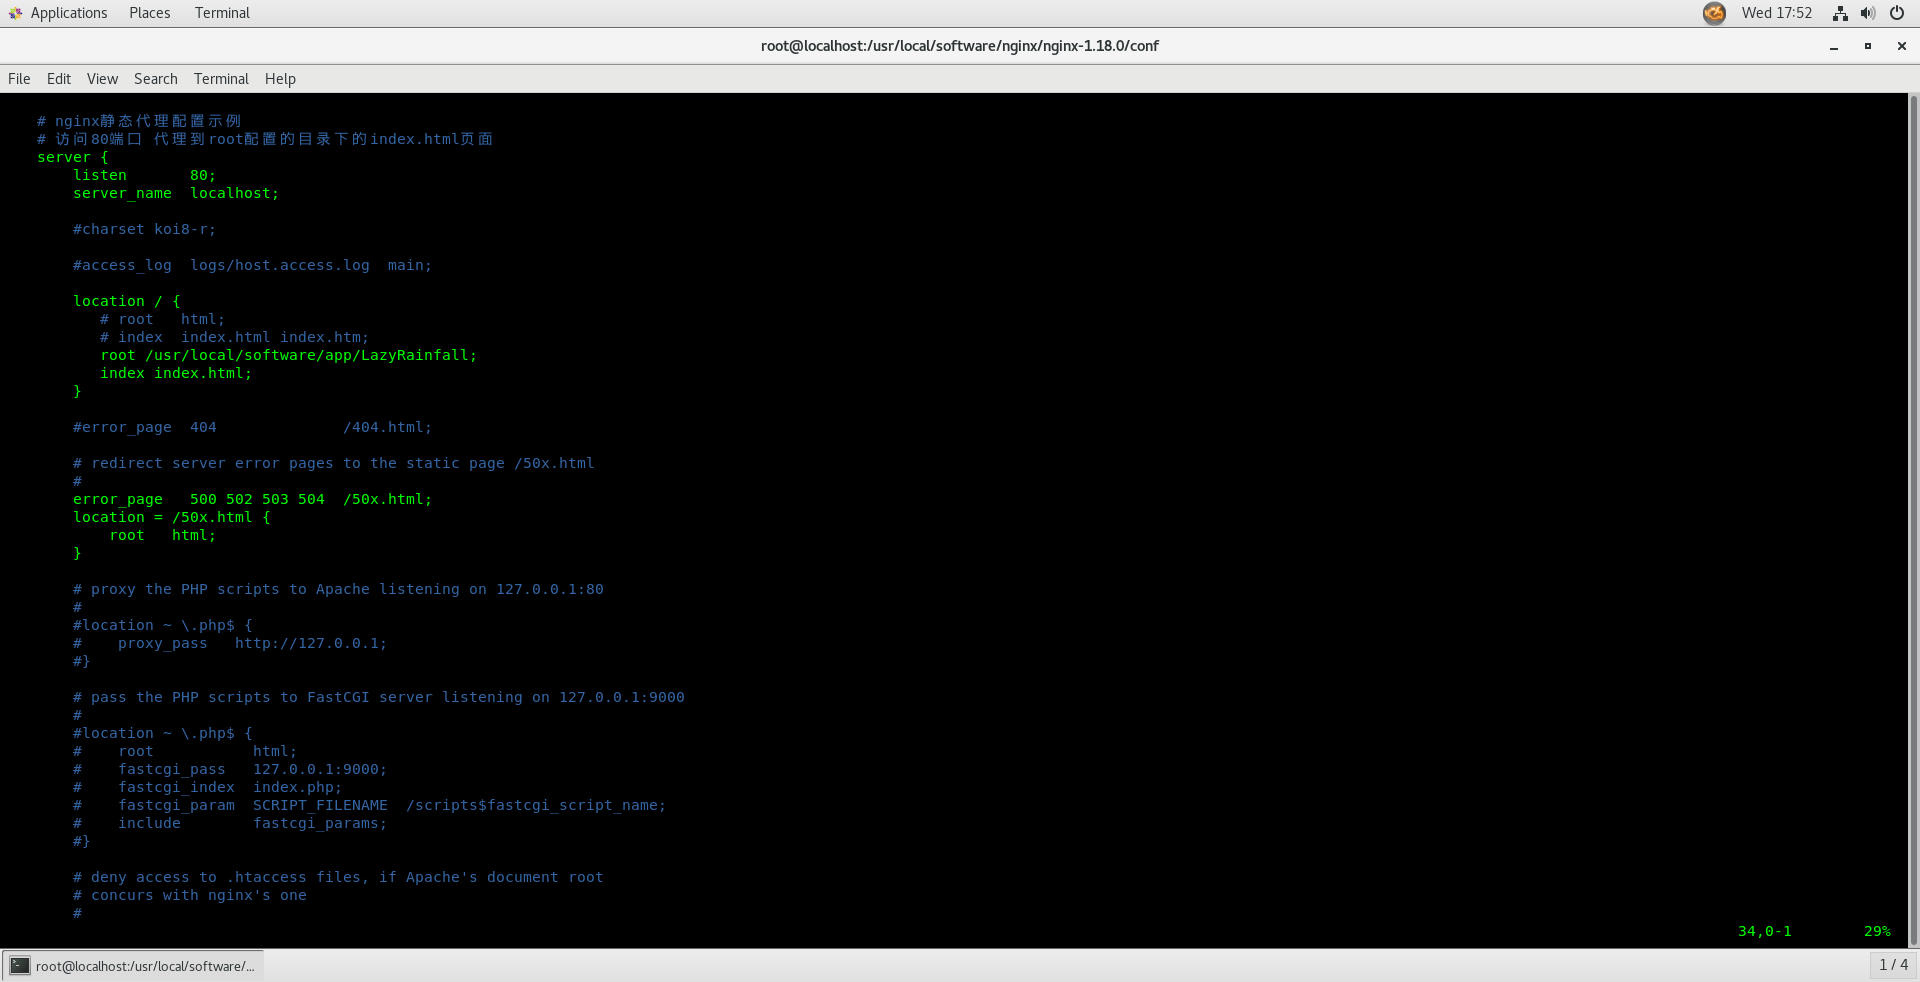 Applications Places Terminal Wed 17:52
root@localhost:/usr/local/software/nginx/nginx-1.18.0/conf
File Edit View Search Terminal Help
# nginx静态代理配置示例
# 访问80端口 代理到root配置的目录下的index.html页面
server {
listen       80;
server_name  localhost;
#charset koi8-r;
#access_log  logs/host.access.log  main;
location / {
# root   html;
# index  index.html index.htm;
root /usr/local/software/app/LazyRainfall;
index index.html;
}
#error_page  404              /404.html;
# redirect server error pages to the static page /50x.html
#
error_page   500 502 503 504  /50x.html;
location = /50x.html {
root   html;
}
# proxy the PHP scripts to Apache listening on 127.0.0.1:80
#
#location ~ \.php$ {
#    proxy_pass   http://127.0.0.1;
#}
# pass the PHP scripts to FastCGI server listening on 127.0.0.1:9000
#
#location ~ \.php$ {
#    root           html;
#    fastcgi_pass   127.0.0.1:9000;
#    fastcgi_index  index.php;
#    fastcgi_param  SCRIPT_FILENAME  /scripts$fastcgi_script_name;
#    include        fastcgi_params;
#}
# deny access to .htaccess files, if Apache's document root
# concurs with nginx's one
#
34,0-1 29%
root@localhost:/usr/local/software/... 1 / 4